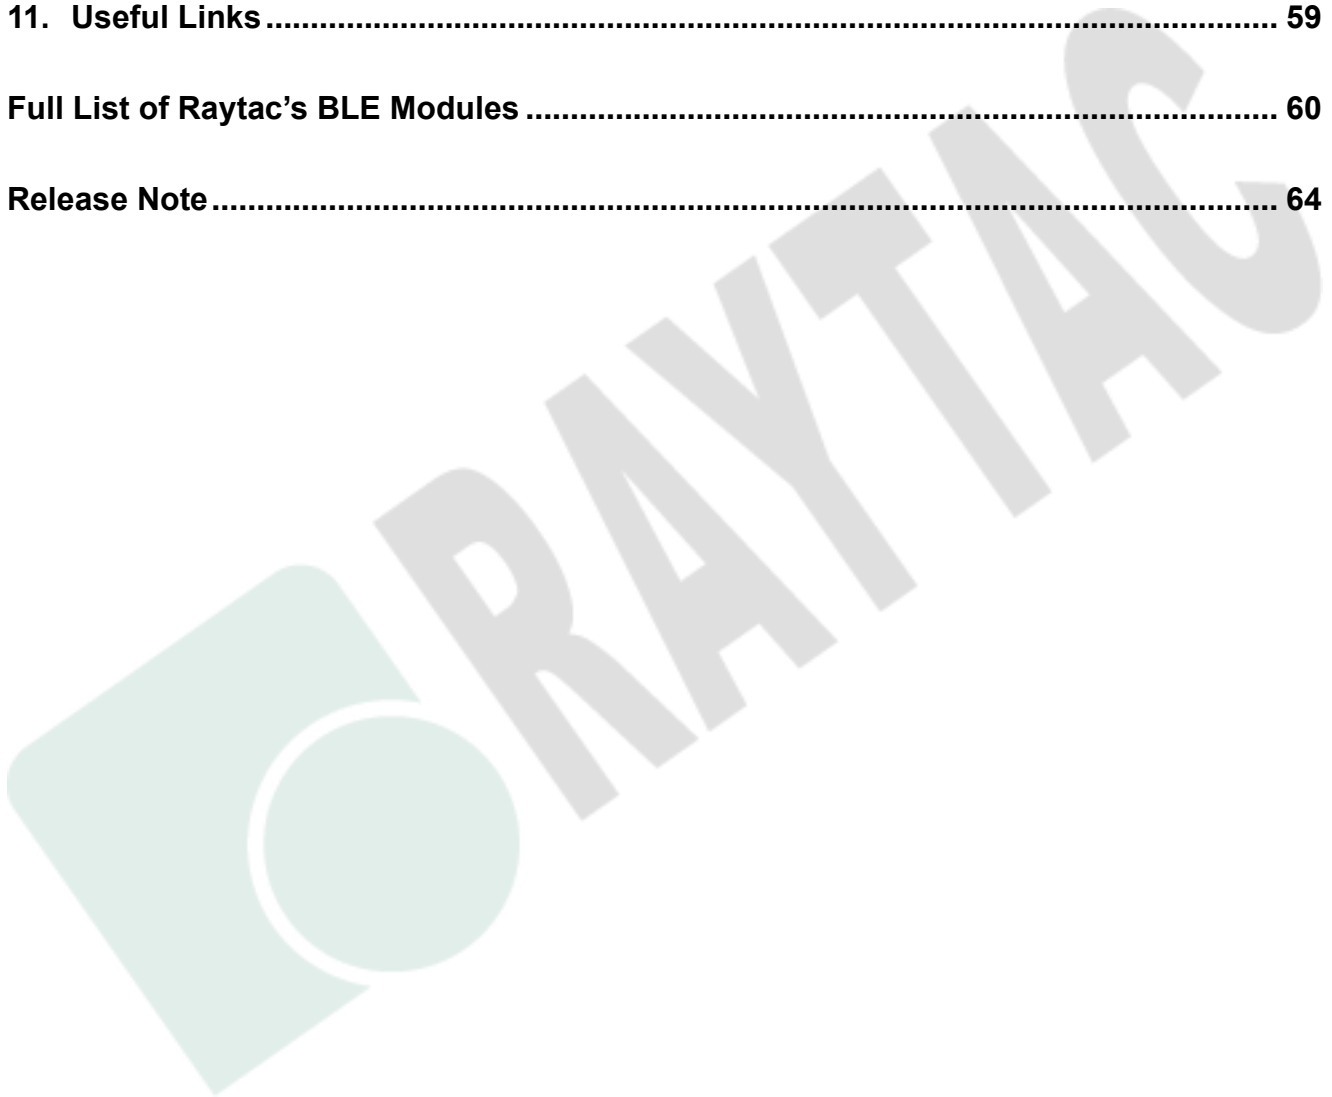 11. Useful Links........................................................................................................................ 59
Full List of Raytac’s BLE Modules ......................................................................................... 60
Release Note.............................................................................................................................. 64
RAYTAC